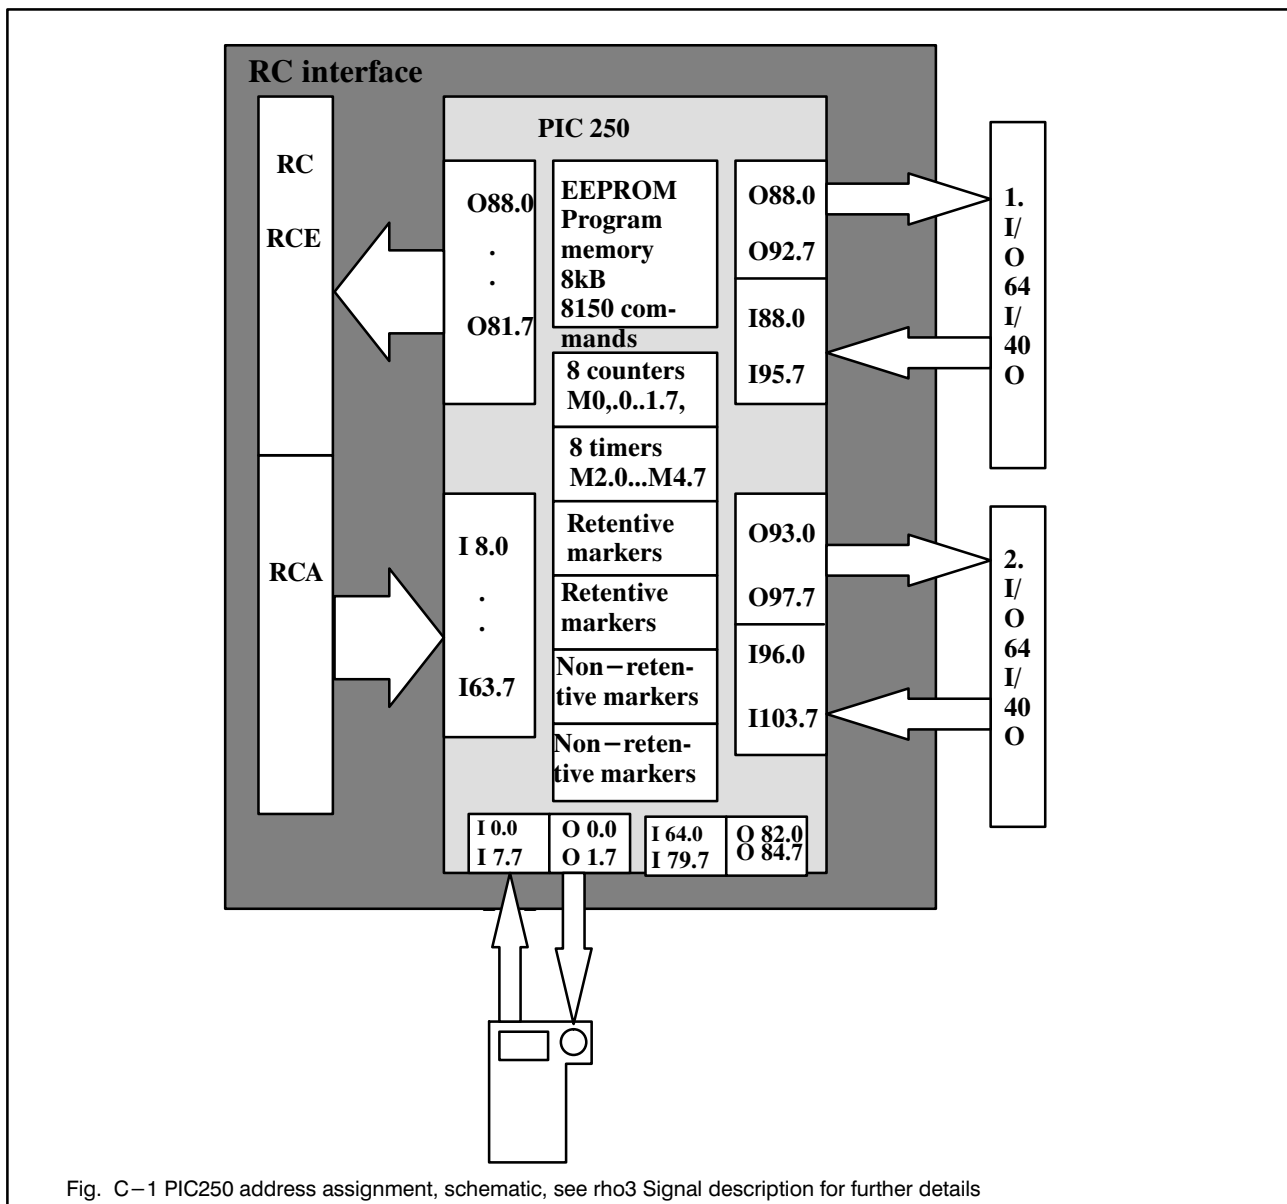 RC interface
RC
RCE
RCA
PIC 250
O88.0
.
.
O81.7
I 8.0
.
.
I63.7
EEPROM
Program
memory
8kB
8150 com-
mands
8 counters
M0,.0..1.7,
8 timers
M2.0...M4.7
Retentive
markers
Retentive
markers
Non−reten-
tive markers
Non−reten-
tive markers
O88.0
O92.7
I88.0
I95.7
O93.0
O97.7
I96.0
I103.7
1.
I/
O
64
I/
40
O
2.
I/
O
64
I/
40
O
I 0.0
I 7.7
O 0.0
O 1.7
I 64.0
I 79.7
O 82.0
O 84.7
Fig. C−1 PIC250 address assignment, schematic, see rho3 Signal description for further details